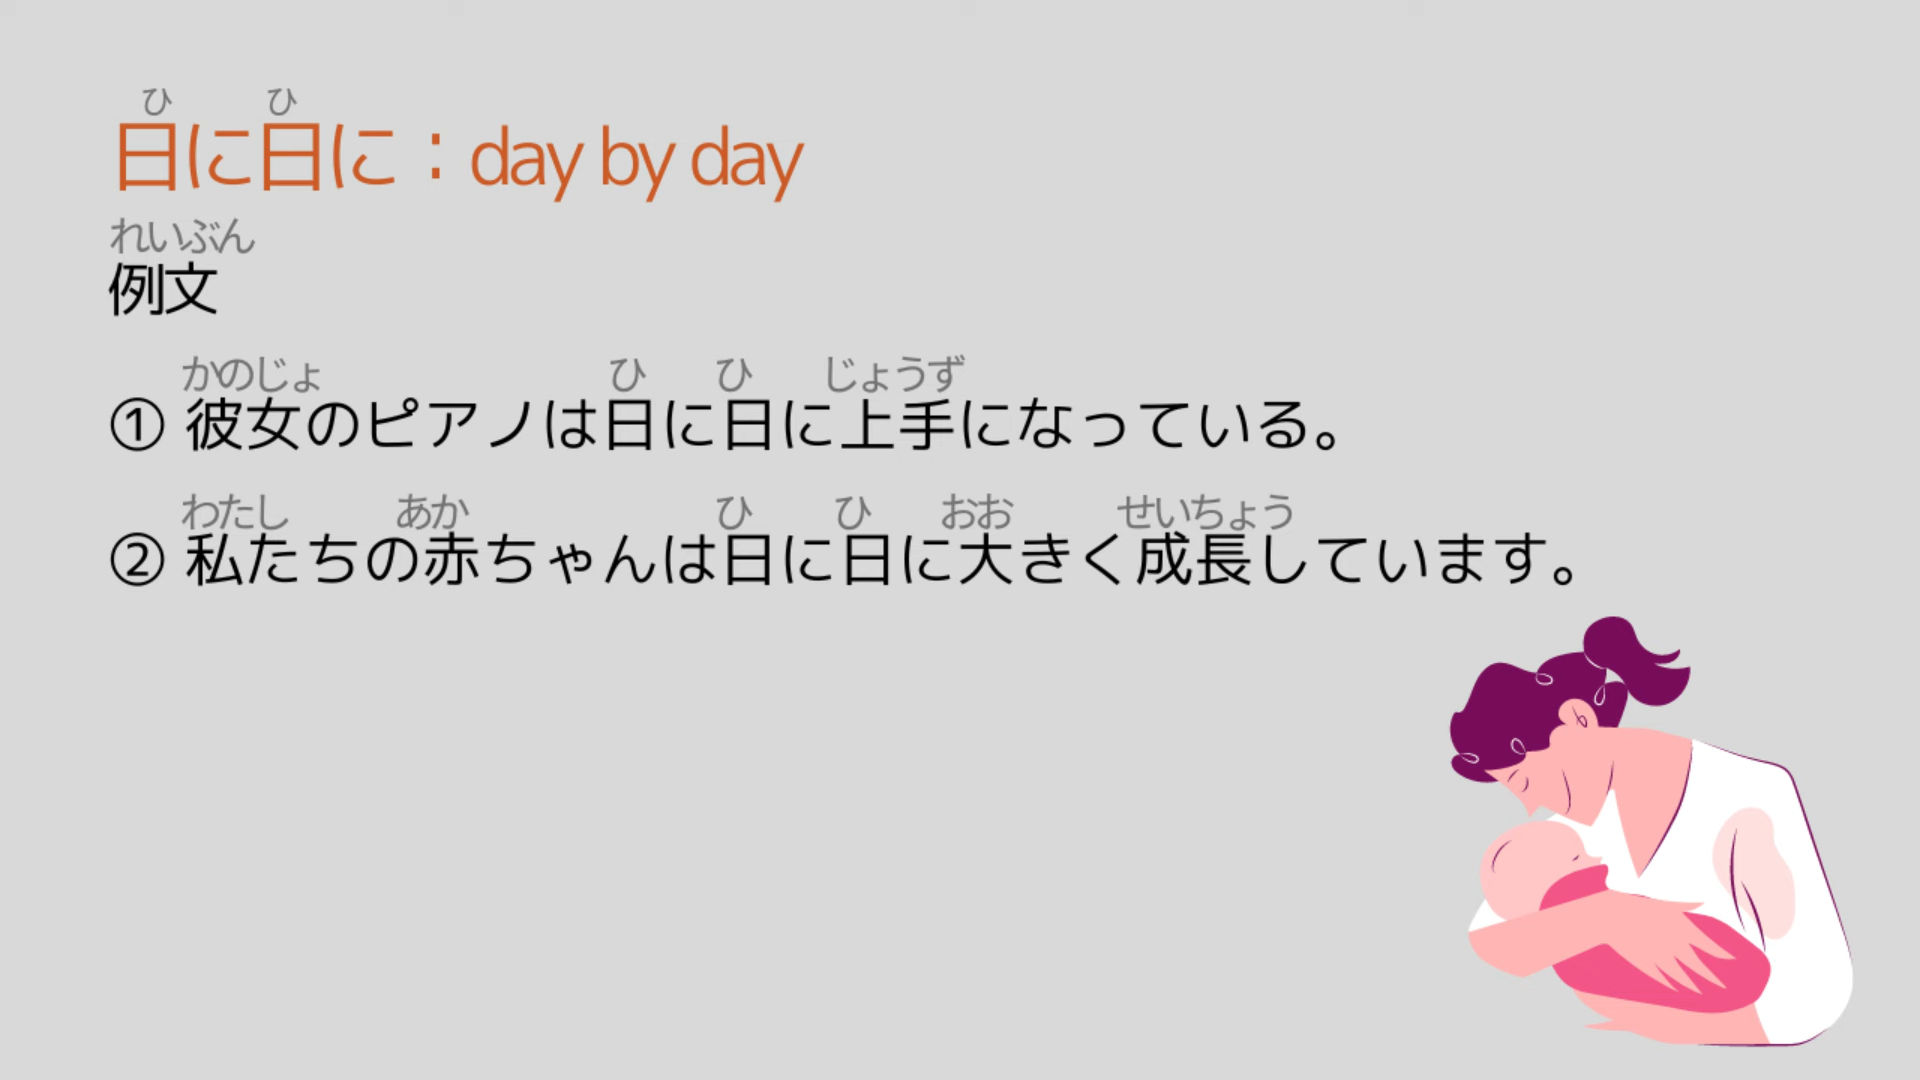 ひ ひ
日に日に：day by day
れいぶん
例文
かのじょ ひ ひ じょうず
① 彼女のピアノは日に日に上手になっている。
わたし あか ひ ひ おお せいちょう
② 私たちの赤ちゃんは日に日に大きく成長しています。